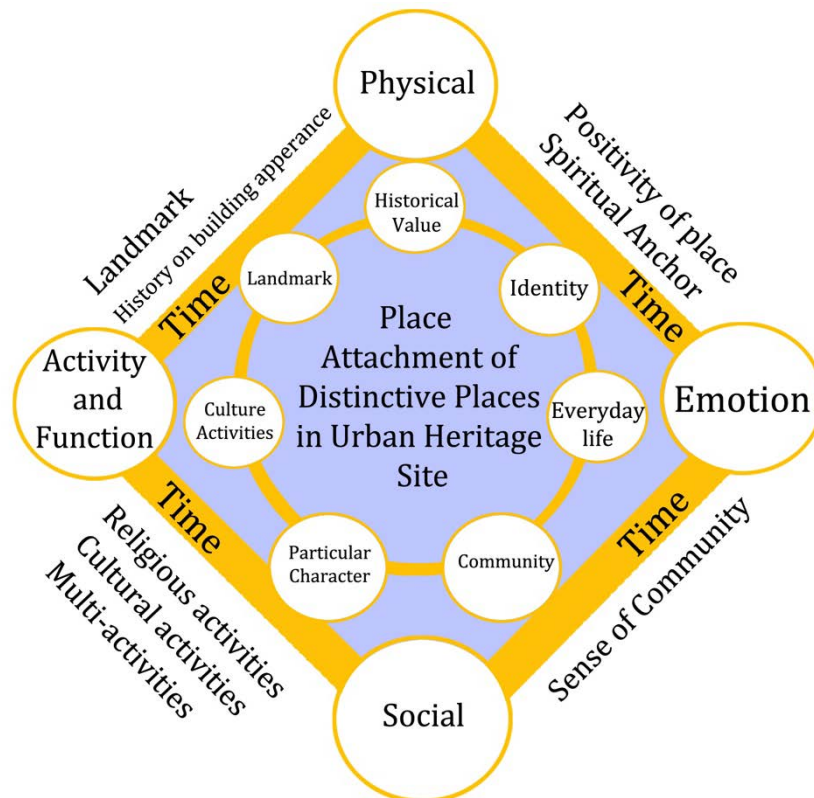 Physical
Landmark
History on building apperance
Time
Positivity of place
Spiritual Anchor
Time
Historical
Value
Landmark
Identity
Place
Attachment of
Distinctive Places
in Urban Heritage
Site
Activity
and
Function
Culture
Activities
Everyday
life
Emotion
Particular
Character
Community
Time
Religious activities
Cultural activities
Multi-activities
Time
Sense of Community
Social